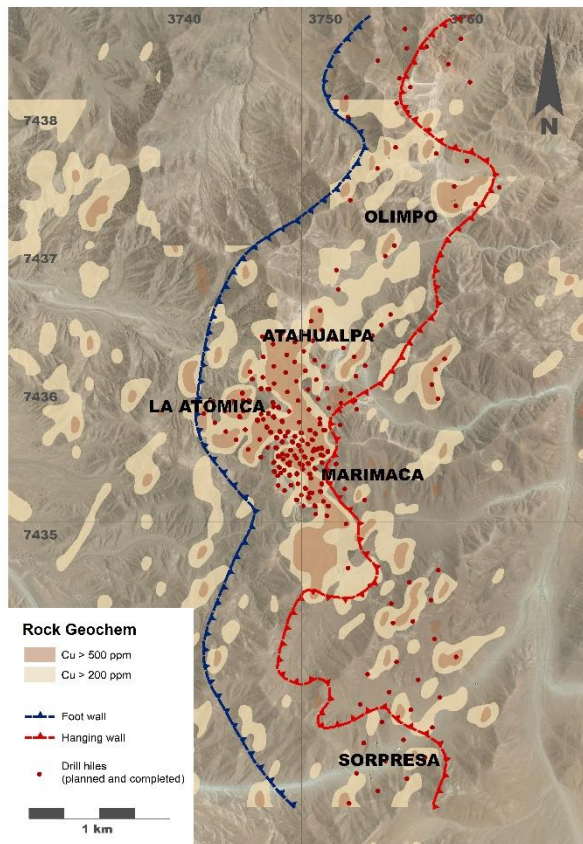 3740 3750 3760
7438
N
OLIMPO
7437
ATAHUALPA
7436
LA ATÓMICA
MARIMACA
7435
Rock Geochem
Cu > 500 ppm
Cu > 200 ppm
Foot wall
Hanging wall
Drill hiles
(planned and completed)
1 km
SORPRESA